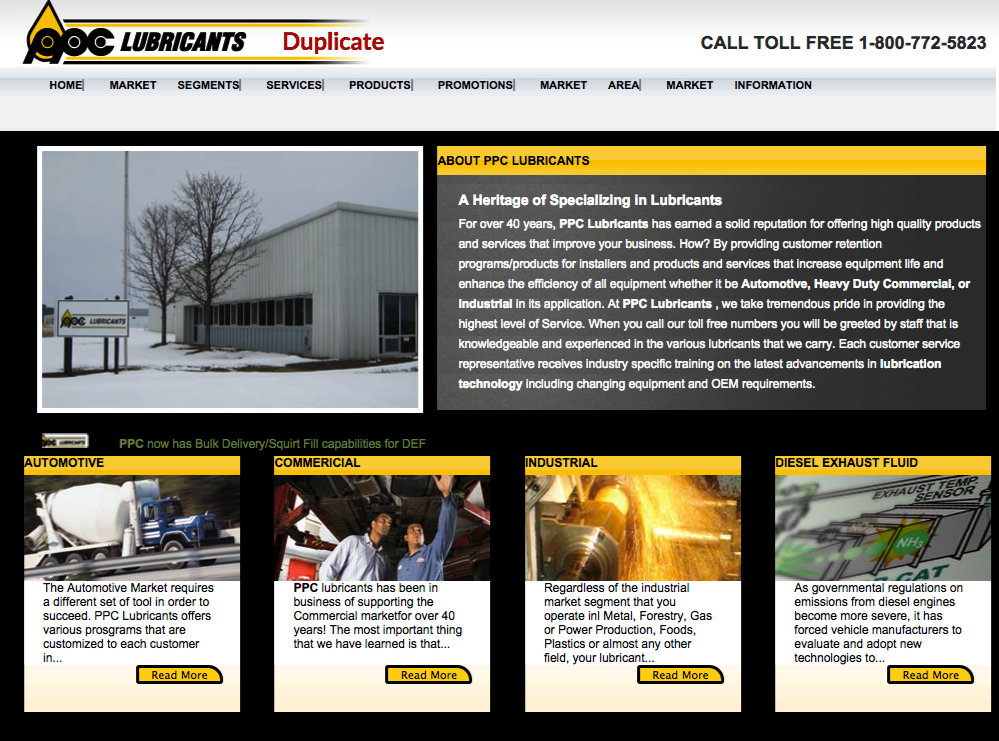 PPC LUBRICANTS Duplicate
CALL TOLL FREE 1-800-772-5823
HOME| MARKET SEGMENTS| SERVICES| PRODUCTS| PROMOTIONS| MARKET AREA| MARKET INFORMATION
PPC LUBRICANTS
ABOUT PPC LUBRICANTS
A Heritage of Specializing In Lubricants
For over 40 years, PPC Lubricants has earned a solid reputation for offering high quality products
and services that improve your business. How? By providing customer retention
programs/products for installers and products and services that increase equipment life and
enhance the efficiency of all equipment whether it be Automotive, Heavy Duty Commercial, or
Industrial in its application. At PPC Lubricants , we take tremendous pride in providing the
highest level of Service. When you call our toll free numbers you will be greeted by staff that is
knowledgeable and experienced in the various lubricants that we carry. Each customer service
representative receives industry specific training on the latest advancements in lubrication
technology including changing equipment and OEM requirements.
PPC now has Bulk Delivery/Squirt Fill capabilities for DEF
AUTOMOTIVE
The Automotive Market requires
a different set of tool in order to
succeed. PPC Lubricants offers
various prosgrams that are
customized to each customer
in...
Read More
COMMERICIAL
PPC lubricants has been in
business of supporting the
Commercial marketfor over 40
years! The most important thing
that we have learned is that...
Read More
INDUSTRIAL
Regardless of the industrial
market segment that you
operate inl Metal, Forestry, Gas
or Power Production, Foods,
Plastics or almost any other
field, your lubricant...
Read More
DIESEL EXHAUST FLUID
EXHAUST TEMP.
SENSOR
NH3
CAT
As governmental regulations on
emissions from diesel engines
become more severe, it has
forced vehicle manufacturers to
evaluate and adopt new
technologies to...
Read More